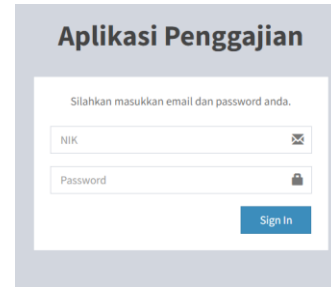 Aplikasi Penggajian
Silahkan masukkan email dan password anda.
NIK
Password
Sign In